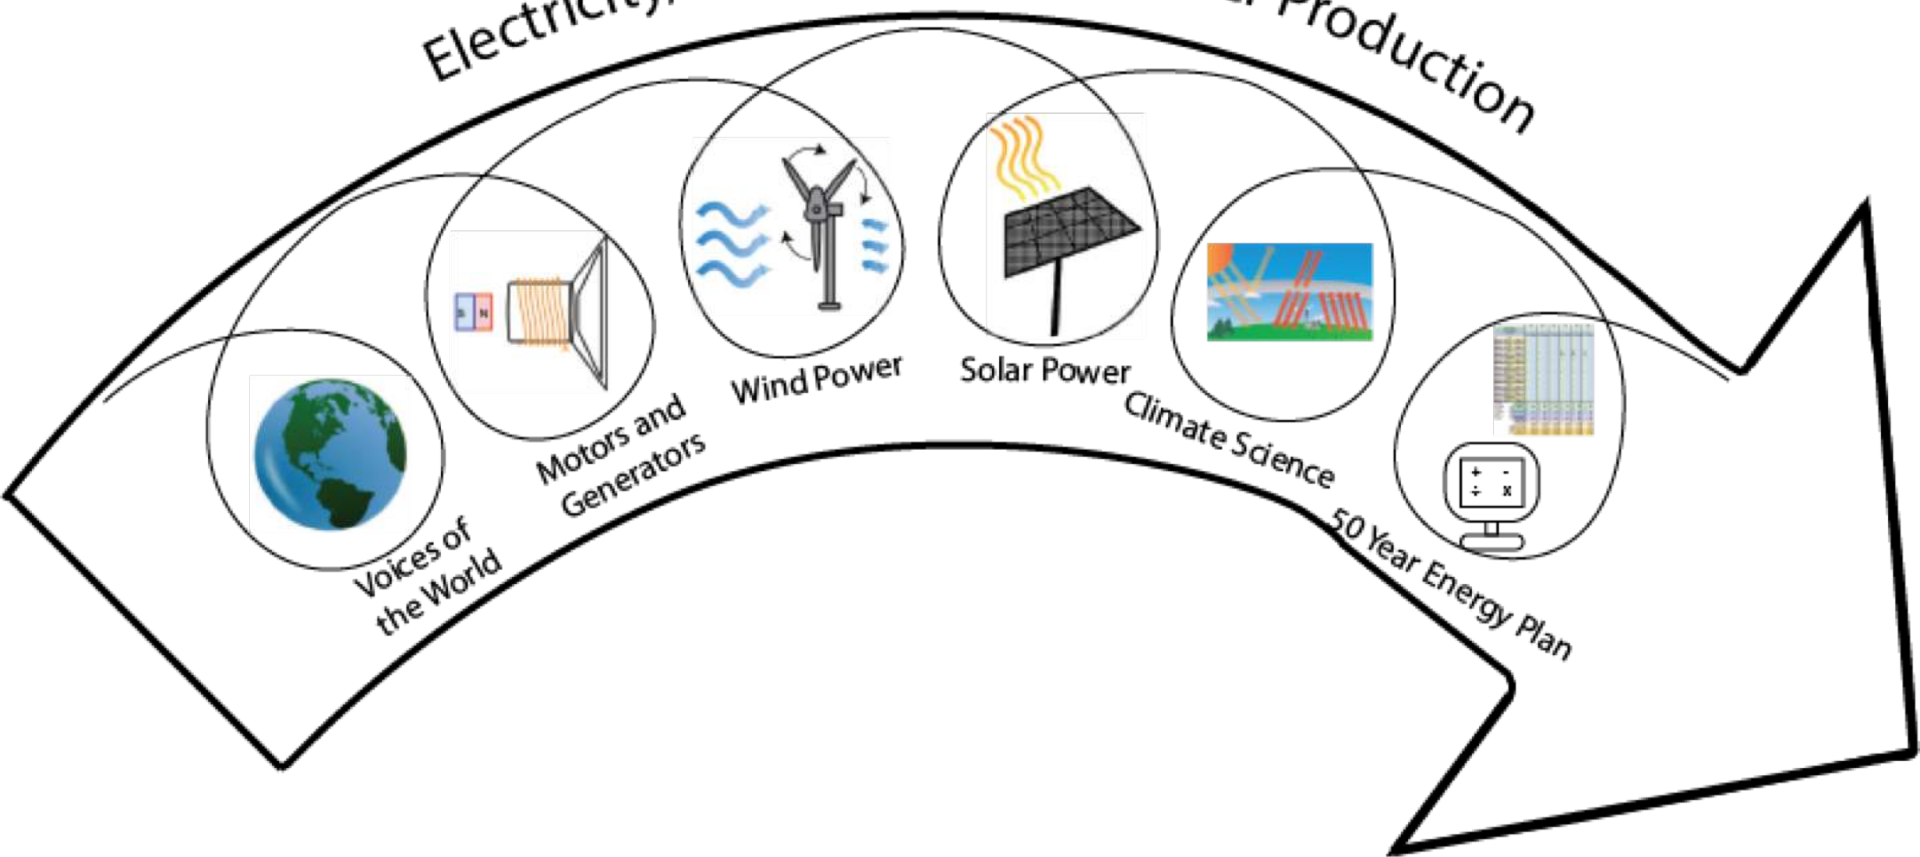 Electricity,
Production
S N
+ -
÷ x
Voices of
the World
Motors and
Generators
Wind Power
Solar Power
Climate Science
50 Year Energy Plan